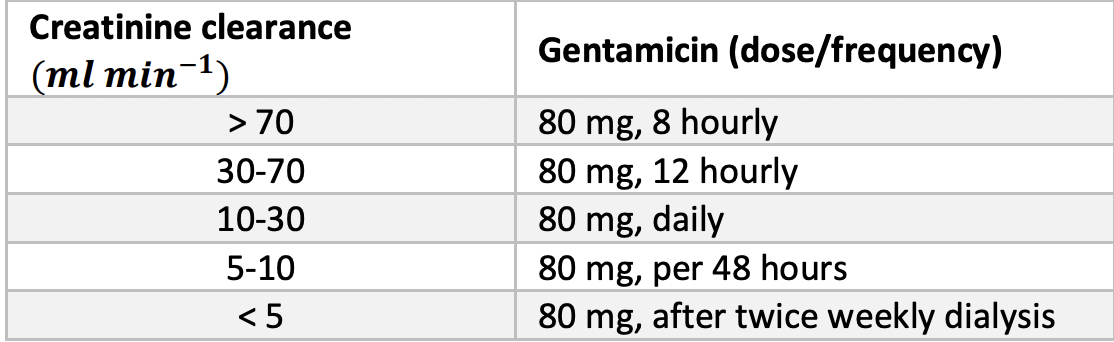 Creatinine clearance
(ml min⁻¹)
Gentamicin (dose/frequency)
> 70
80 mg, 8 hourly
30-70
80 mg, 12 hourly
10-30
80 mg, daily
5-10
80 mg, per 48 hours
< 5
80 mg, after twice weekly dialysis